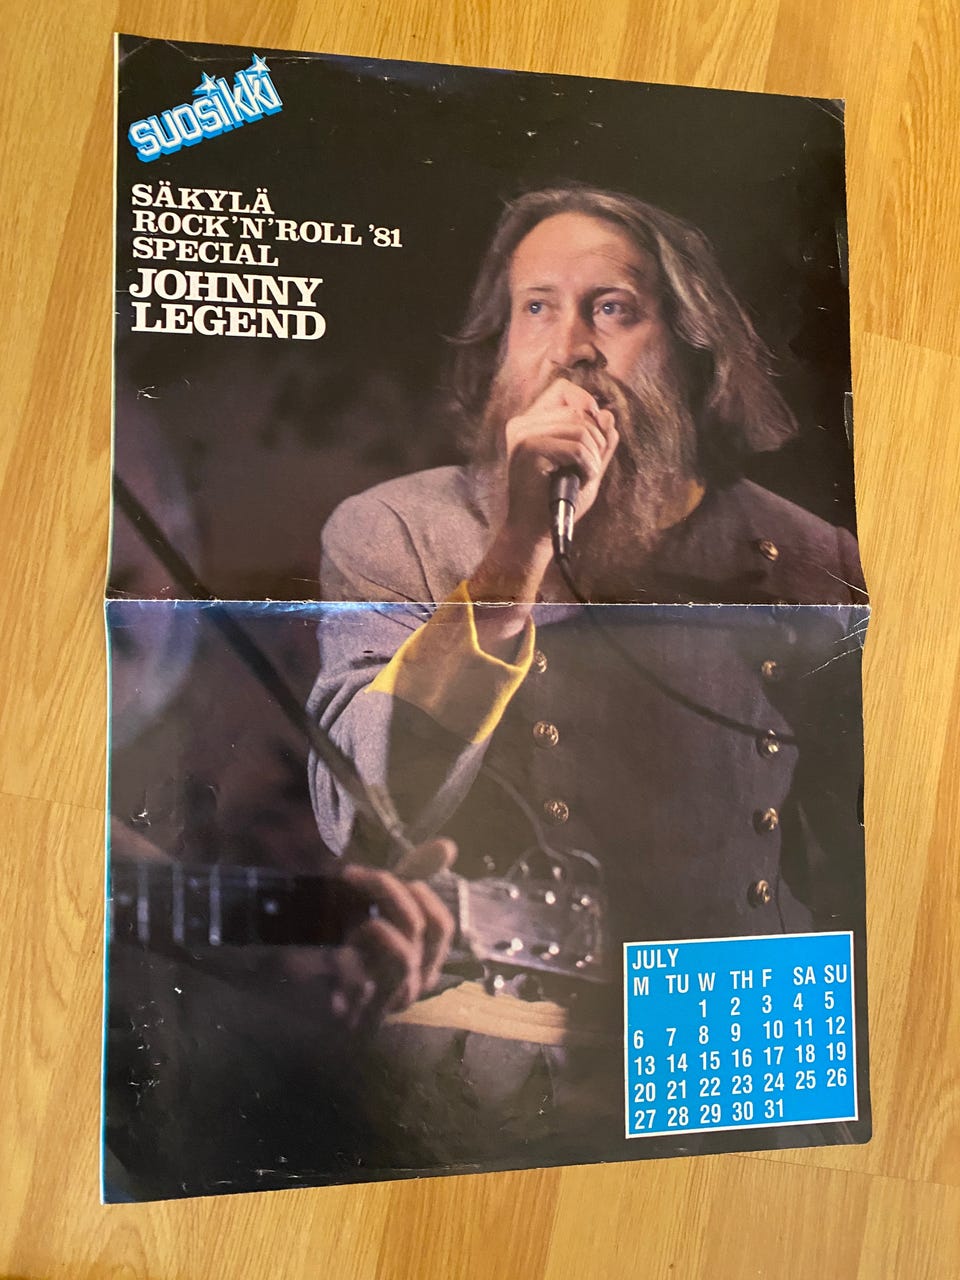 SUOSIKKI
SÄKYLÄ
ROCK'N'ROLL '81
SPECIAL
JOHNNY
LEGEND
JULY
M TU W TH F SA SU
1 2 3 4 5
6 7 8 9 10 11 12
13 14 15 16 17 18 19
20 21 22 23 24 25 26
27 28 29 30 31